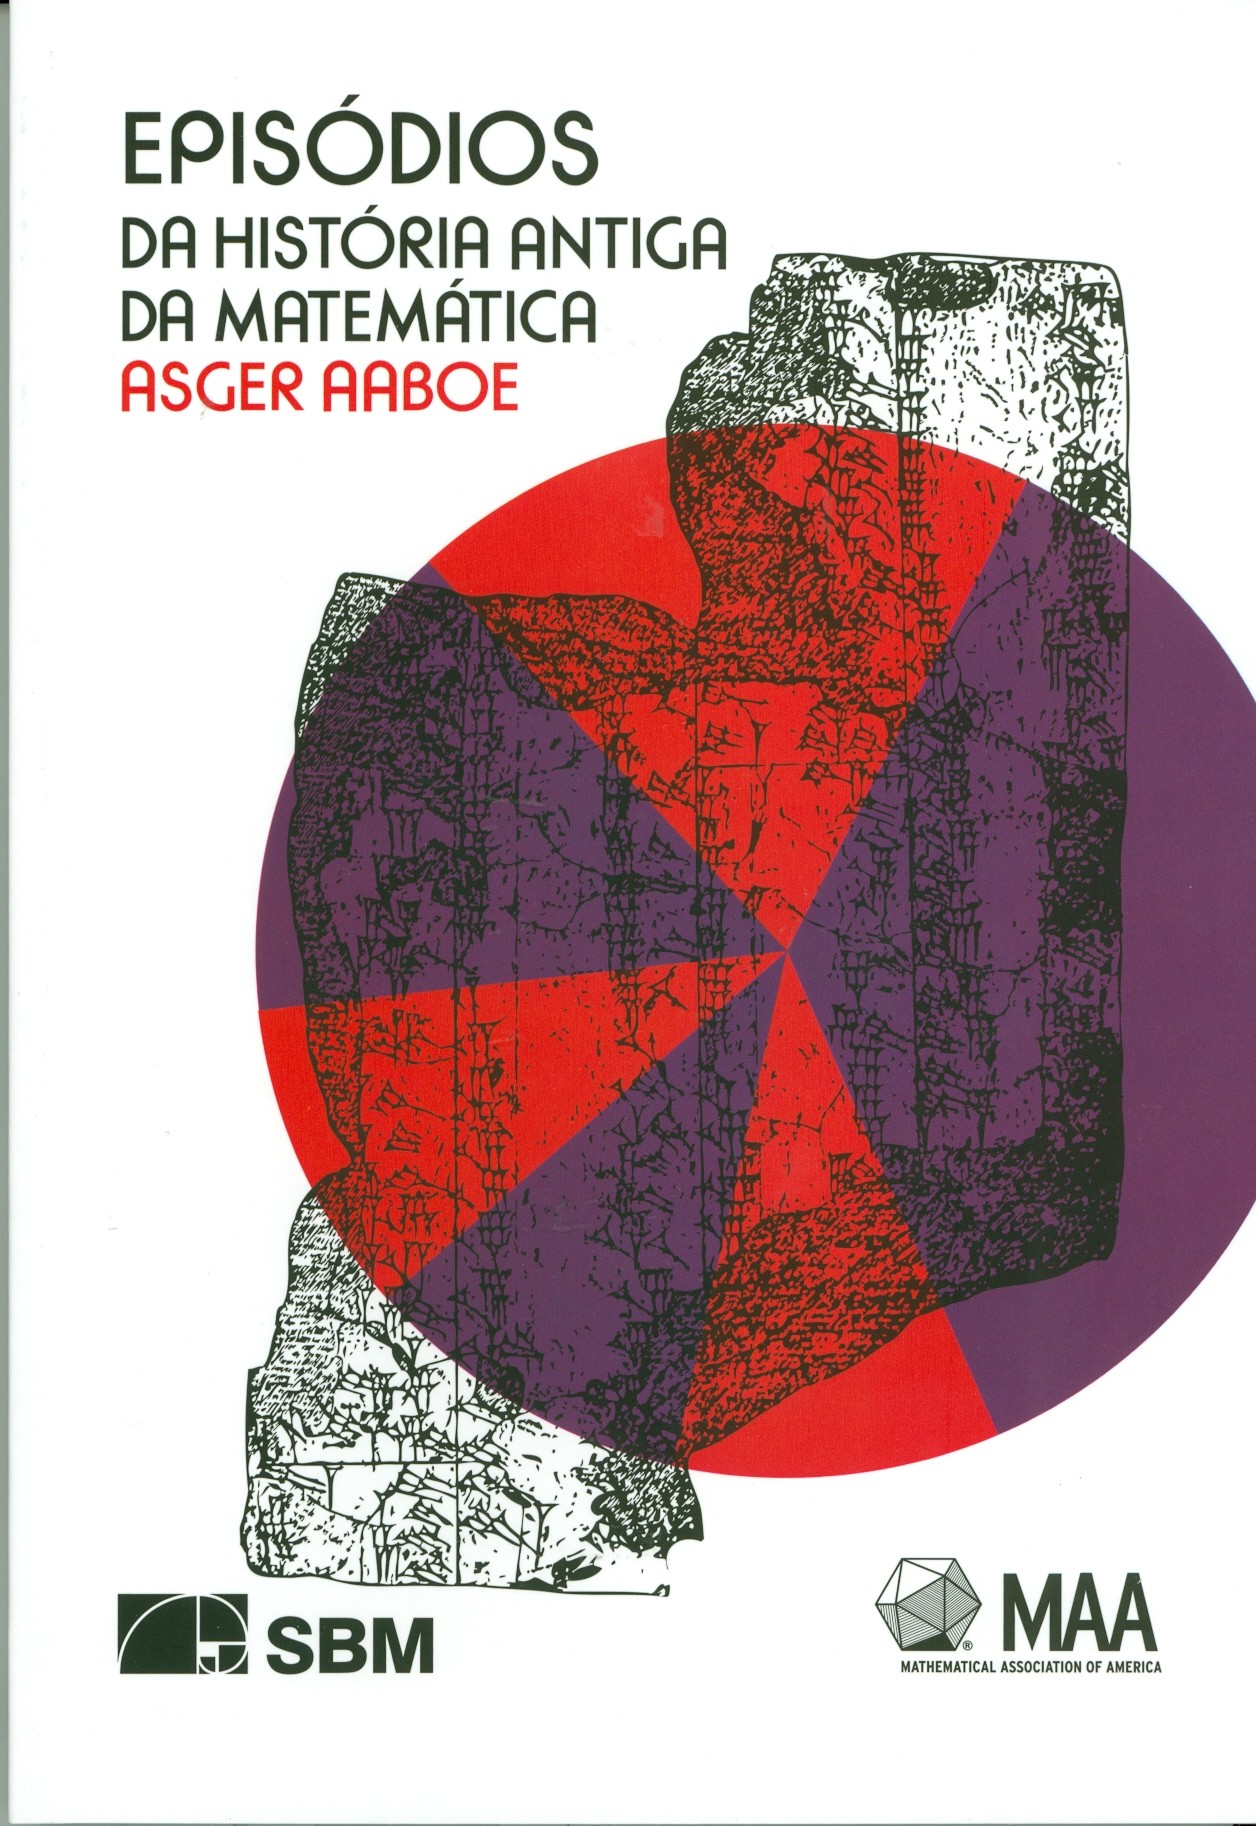 EPISÓDIOS
DA HISTÓRIA ANTIGA
DA MATEMÁTICA
ASGER AABOE
SBM
®
MAA
MATHEMATICAL ASSOCIATION OF AMERICA